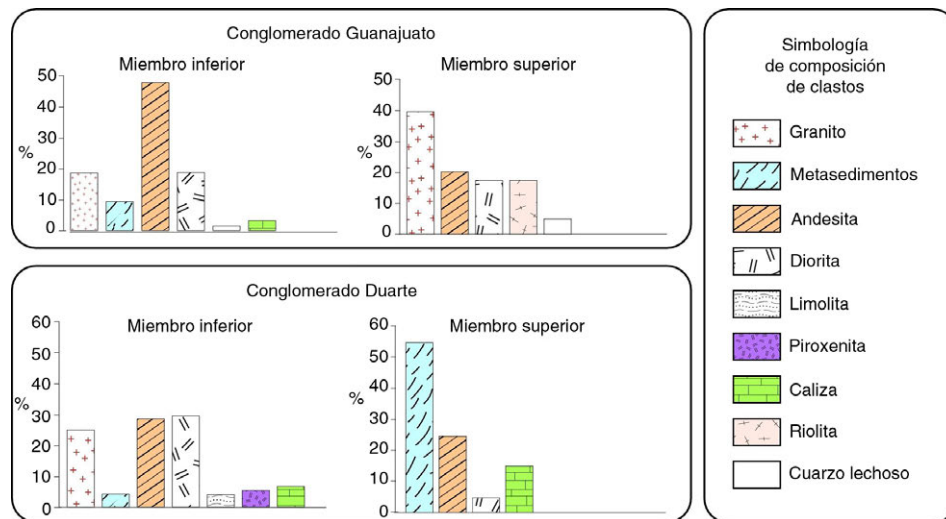 Conglomerado Guanajuato
Miembro inferior
50
40
30
%
20
10
0
Miembro superior
50
40
30
%
20
10
0
Conglomerado Duarte
Miembro inferior
60
50
40
30
%
20
10
0
Miembro superior
60
50
40
%
30
20
10
0
Simbología
de composición
de clastos
Granito
Metasedimentos
Andesita
Diorita
Limolita
Piroxenita
Caliza
Riolita
Cuarzo lechoso